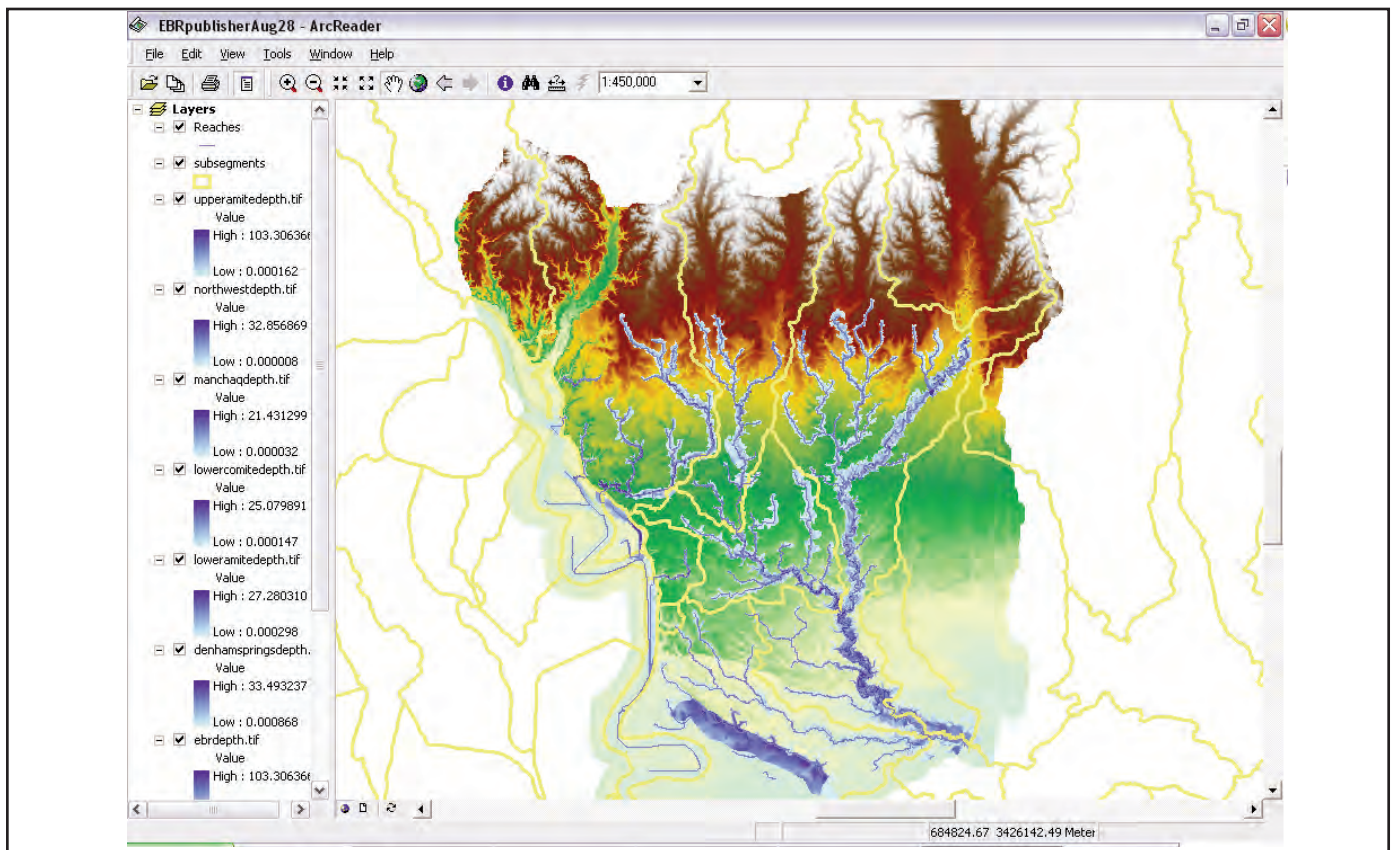 EBRpublisherAug28 - ArcReader
File Edit View Tools Window Help
1:450,000
Layers
Reaches
subsegments
upperamitedepth.tif
Value
High : 103.306366
Low : 0.000162
northwestdepth.tif
Value
High : 32.856869
Low : 0.000008
manchaqdepth.tif
Value
High : 21.431299
Low : 0.000032
lowercomitedepth.tif
Value
High : 25.079891
Low : 0.000147
loweramitedepth.tif
Value
High : 27.280310
Low : 0.000298
denhamspringsdepth.
Value
High : 33.493237
Low : 0.000868
ebrdepth.tif
Value
High : 103.306366
684824.67 3426142.49 Meter